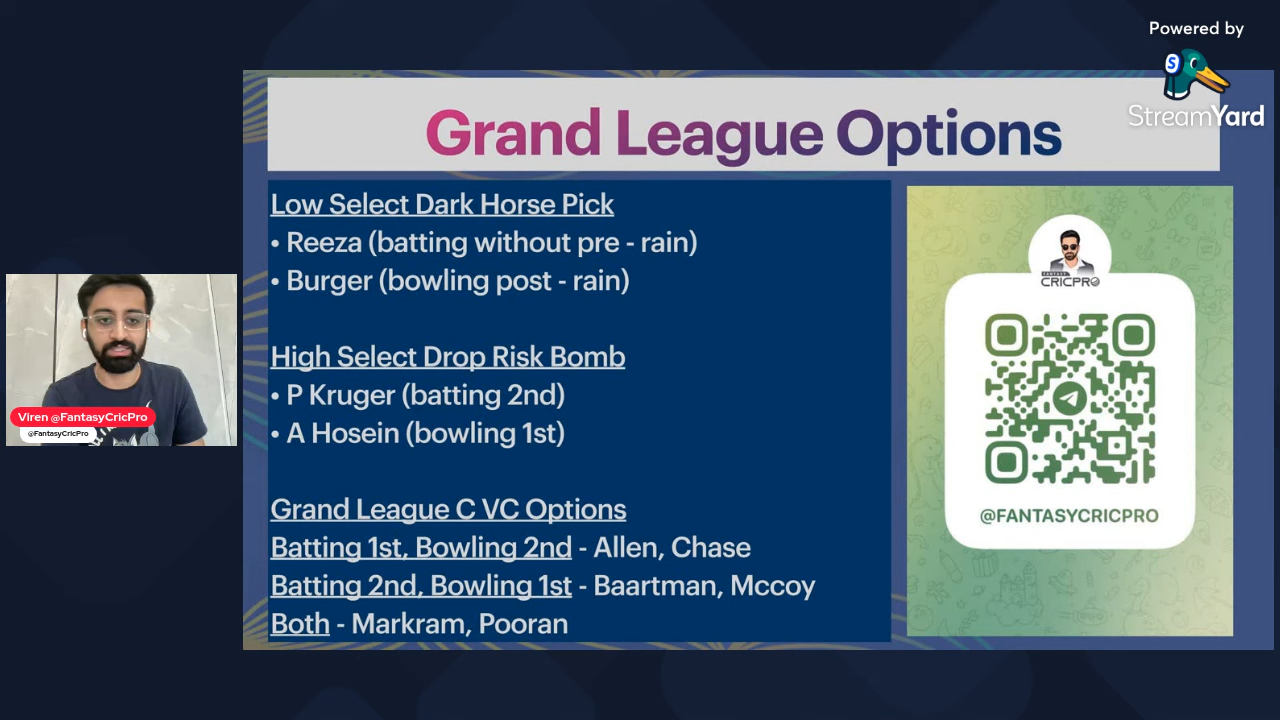 Powered by
StreamYard
Grand League Options
Low Select Dark Horse Pick
• Reeza (batting without pre - rain)
• Burger (bowling post - rain)
High Select Drop Risk Bomb
• P Kruger (batting 2nd)
• A Hosein (bowling 1st)
Grand League C VC Options
Batting 1st, Bowling 2nd - Allen, Chase
Batting 2nd, Bowling 1st - Baartman, Mccoy
Both - Markram, Pooran
FANTASY
CRICPRO
@FANTASYCRICPRO
Viren @FantasyCricPro
@FantasyCricPro